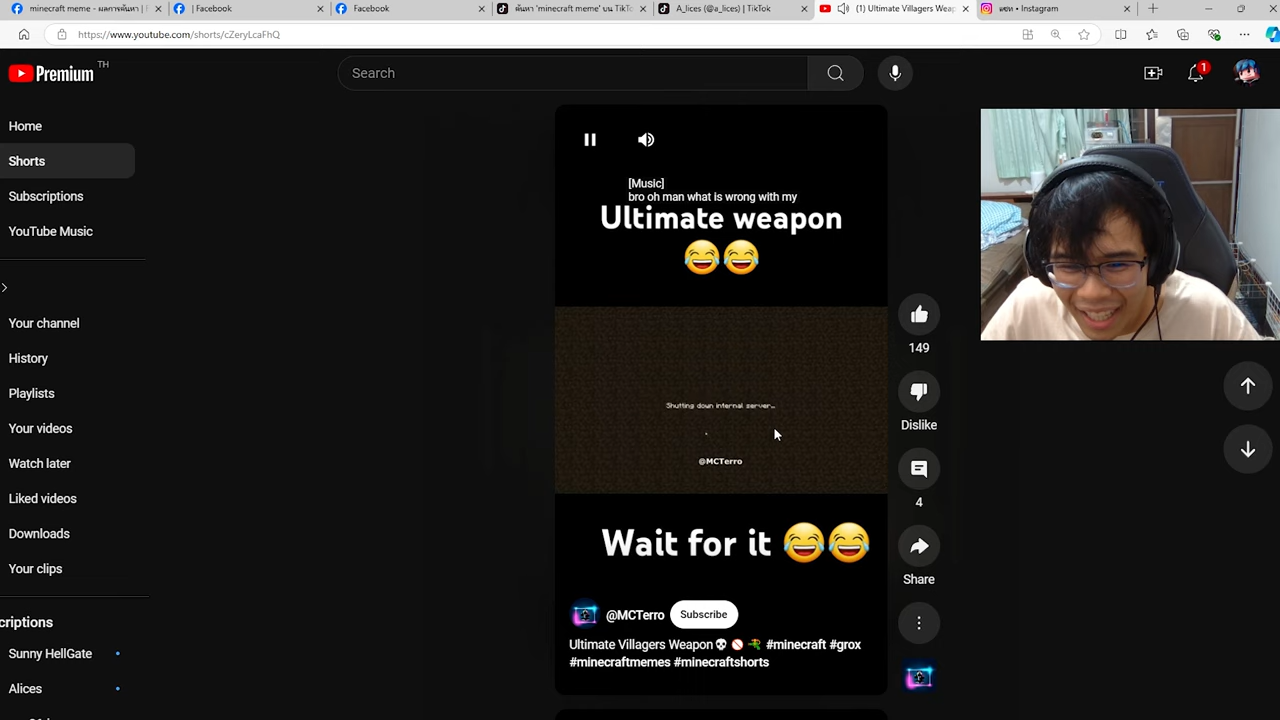 minecraft meme - ผลการค้นหา | F
| Facebook
Facebook
ค้นหา 'minecraft meme' บน TikTo
A_lices (@a_lices) | TikTok
(1) Ultimate Villagers Weap
แชท • Instagram
https://www.youtube.com/shorts/cZeryLcaFhQ
Premium TH
Search
1
Home
Shorts
Subscriptions
YouTube Music
Your channel
History
Playlists
Your videos
Watch later
Liked videos
Downloads
Your clips
criptions
Sunny HellGate
Alices
[Music]
bro oh man what is wrong with my
Ultimate weapon
😂😂
Shutting down internal server...
@MCTerro
Wait for it 😂😂
@MCTerro Subscribe
Ultimate Villagers Weapon💀🚫🔫 #minecraft #grox
#minecraftmemes #minecraftshorts
149
Dislike
4
Share